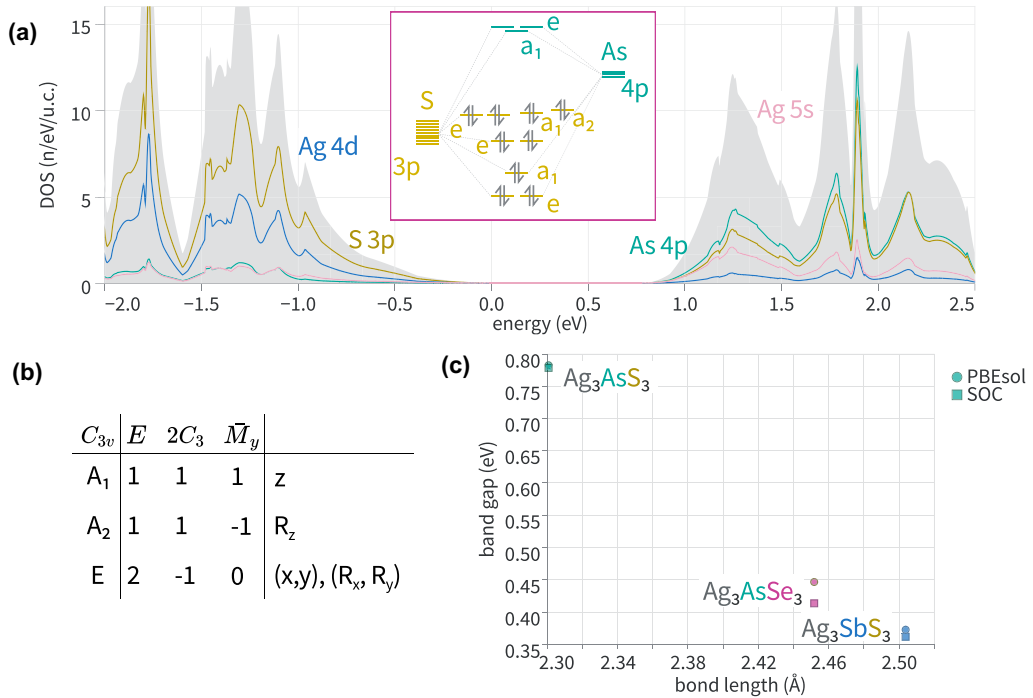 (a)
15
10
5
0
DOS (n/eV/u.c.)
Ag 4d
S 3p
As 4p
Ag 5s
S
3p
As
4p
e
a₁
e
a₁
a₂
e
a₁
e
−2.0
−1.5
−1.0
−0.5
0.0
0.5
1.0
1.5
2.0
2.5
energy (eV)
(b)
C₃ᵥ E 2C₃ M̄ᵧ
A₁ 1 1 1 z
A₂ 1 1 -1 R_z
E 2 -1 0 (x,y), (Rₓ, Rᵧ)
(c)
0.80
0.75
0.70
0.65
0.60
0.55
0.50
0.45
0.40
0.35
band gap (eV)
Ag₃AsS₃
Ag₃AsSe₃
Ag₃SbS₃
PBEsol
SOC
2.30
2.34
2.38
2.42
2.46
2.50
bond length (Å)